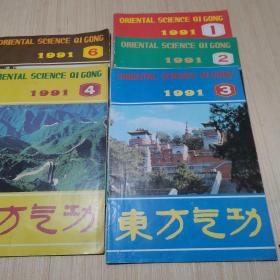 ORIENTAL SCIENCE QI GONG
1991 6
ORIENTAL SCIENCE QI GONG
1991 1
ORIENTAL SCIENCE QI GONG
1991 2
ENTAL SCIENCE QI GONG
1991 4
方气功
ORIENTAL SCIENCE QI GONG
1991 3
東方气功